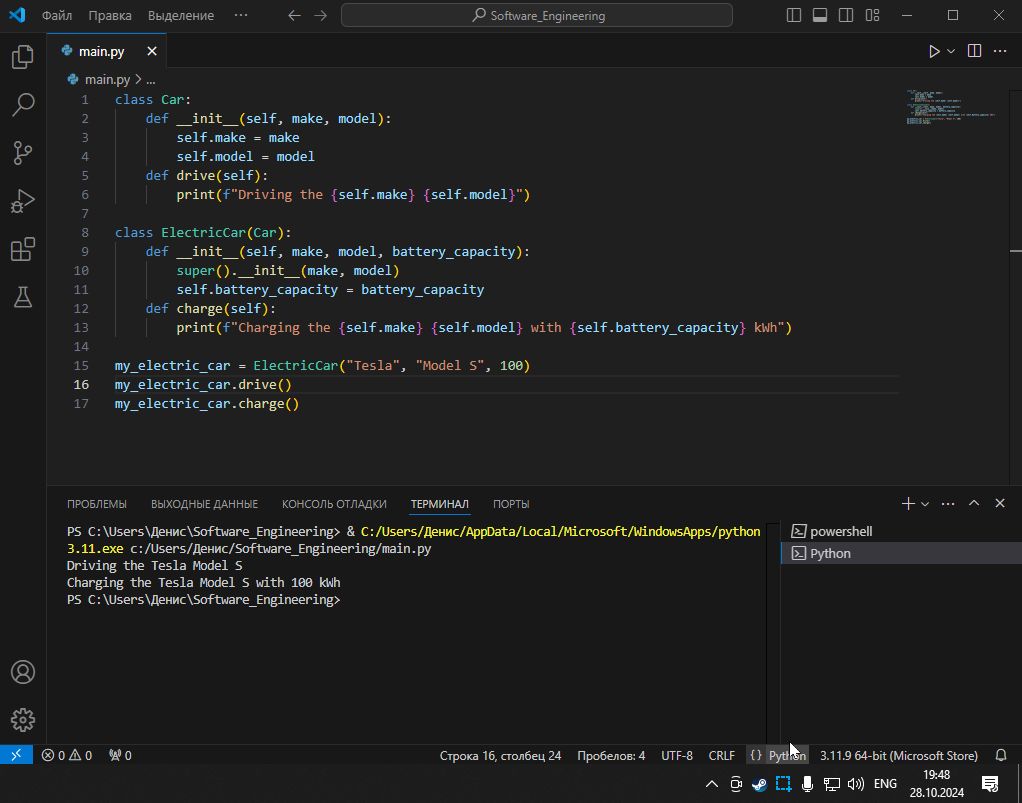 Файл Правка Выделение ··· Software_Engineering
main.py
main.py > ...
1 class Car:
2     def __init__(self, make, model):
3         self.make = make
4         self.model = model
5     def drive(self):
6         print(f"Driving the {self.make} {self.model}")
7
8 class ElectricCar(Car):
9     def __init__(self, make, model, battery_capacity):
10         super().__init__(make, model)
11         self.battery_capacity = battery_capacity
12     def charge(self):
13         print(f"Charging the {self.make} {self.model} with {self.battery_capacity} kWh")
14
15 my_electric_car = ElectricCar("Tesla", "Model S", 100)
16 my_electric_car.drive()
17 my_electric_car.charge()
ПРОБЛЕМЫ ВЫХОДНЫЕ ДАННЫЕ КОНСОЛЬ ОТЛАДКИ ТЕРМИНАЛ ПОРТЫ
PS C:\Users\Денис\Software_Engineering> & C:/Users/Денис/AppData/Local/Microsoft/WindowsApps/python
3.11.exe c:/Users/Денис/Software_Engineering/main.py
Driving the Tesla Model S
Charging the Tesla Model S with 100 kWh
PS C:\Users\Денис\Software_Engineering>
powershell
Python
0 0 0 Строка 16, столбец 24 Пробелов: 4 UTF-8 CRLF {} Python 3.11.9 64-bit (Microsoft Store)
ENG
19:48
28.10.2024